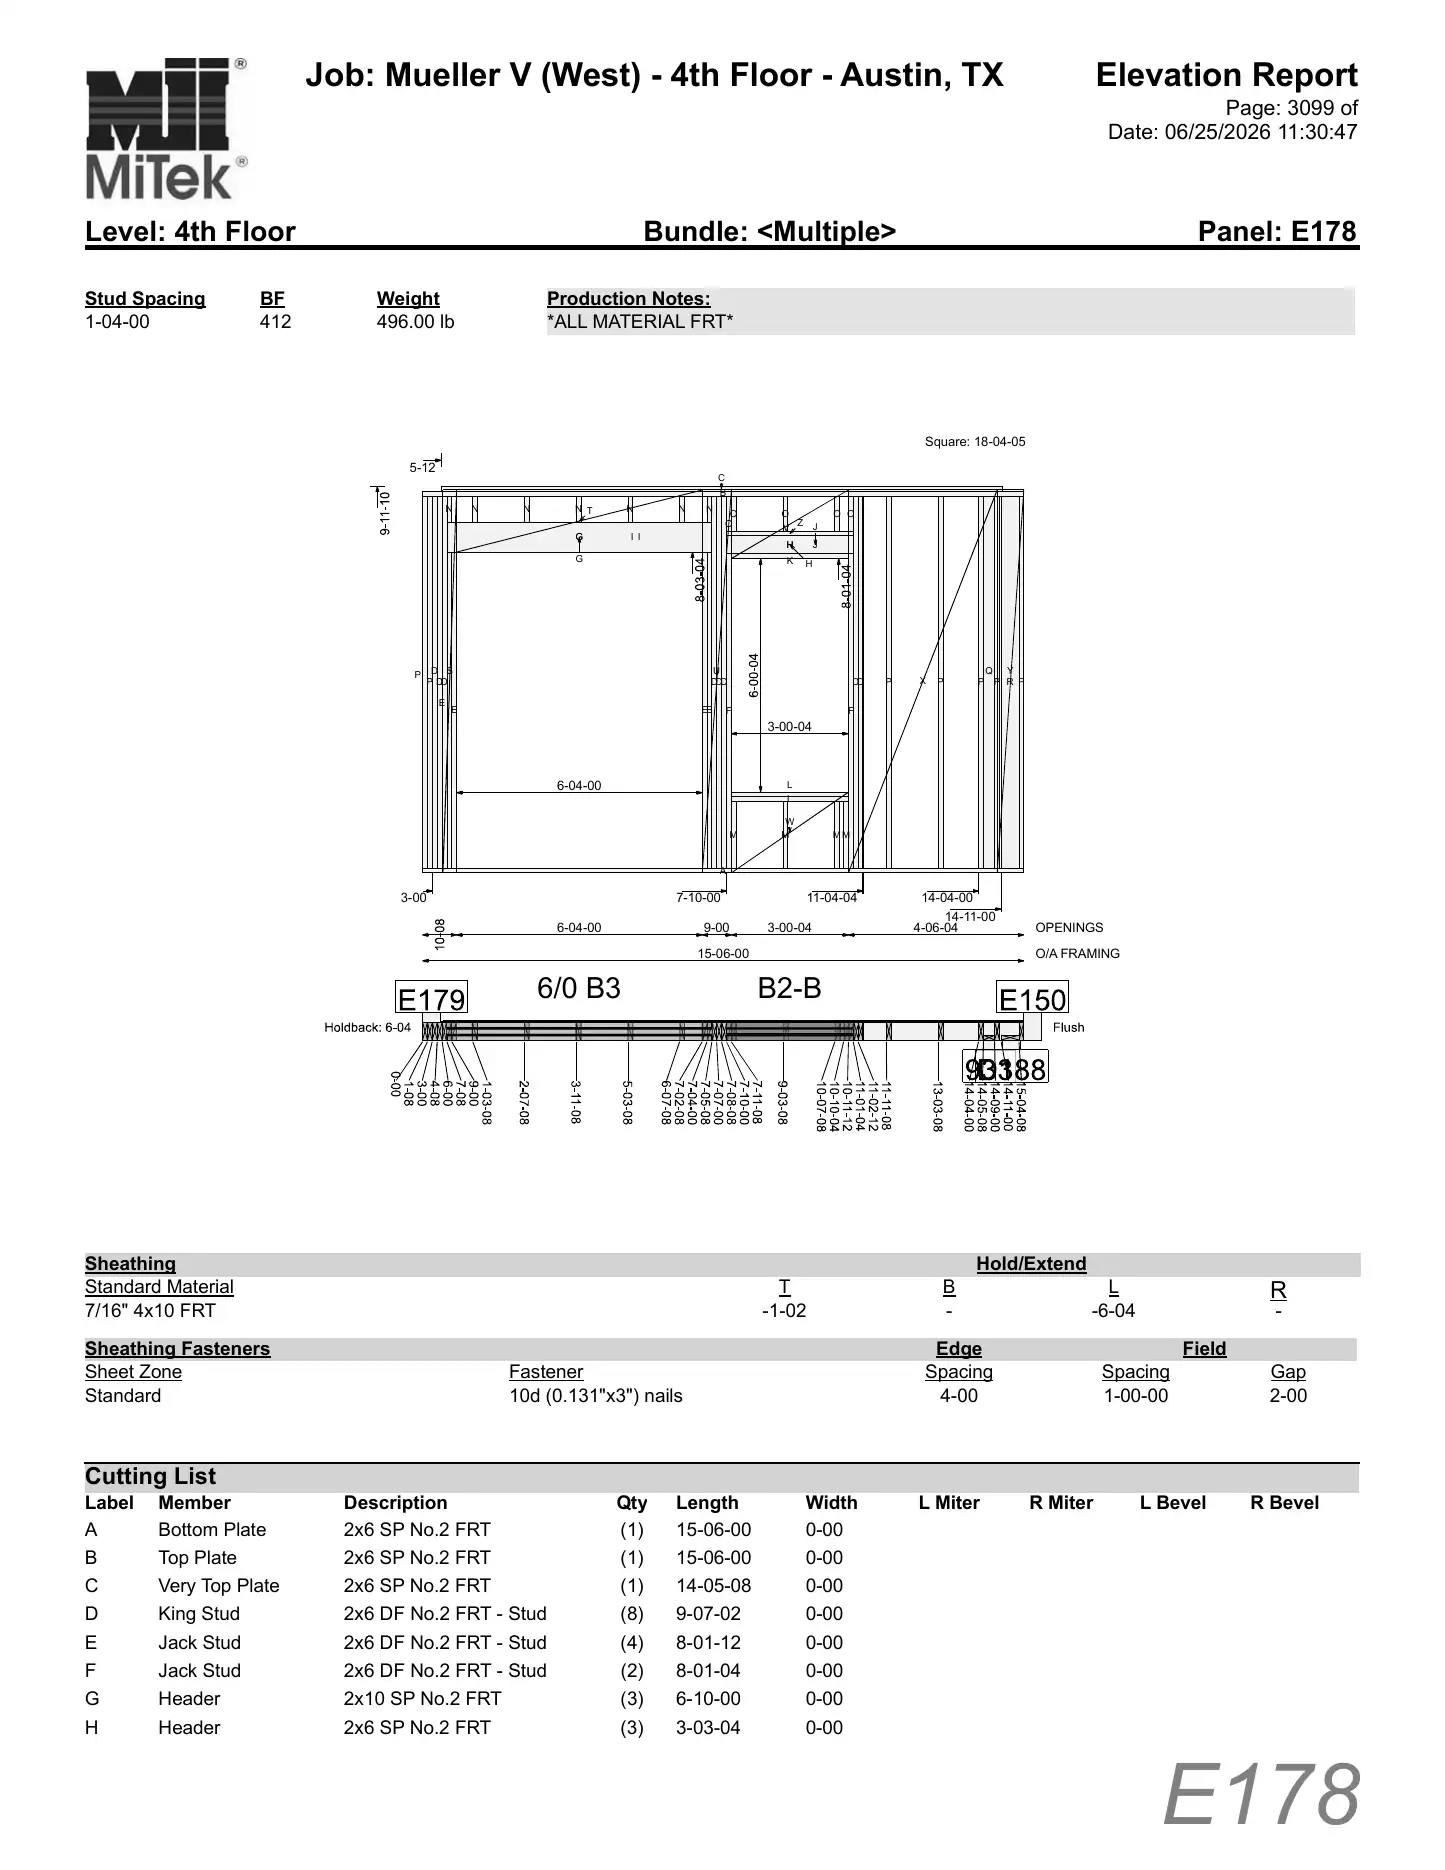 Job: Mueller V (West) - 4th Floor - Austin, TX
Elevation Report
Page: 3099 of
Date: 06/25/2026 11:30:47
MiTek®
Level: 4th Floor Bundle: <Multiple> Panel: E178
Stud Spacing BF Weight Production Notes:
1-04-00 412 496.00 lb *ALL MATERIAL FRT*
Square: 18-04-05
5-12
C
B
9-11-10
N N N N T N N N
G I I
G
O O Z J O O
H J
K H
8-03-04
8-01-04
6-00-04
P D S U Q Y
P D D P X P P P R P
E E F F
3-00-04
6-04-00
L
W
M M M M
A
3-00 7-10-00 11-04-04 14-04-00
14-11-00
10-08 6-04-00 9-00 3-00-04 4-06-04 OPENINGS
15-06-00 O/A FRAMING
6/0 B3 B2-B
E179 E150
Holdback: 6-04 Flush
0-00 1-08 3-00 4-08 6-00 7-08 9-00 1-03-08 2-07-08 3-11-08 5-03-08 6-07-08 7-02-08 7-04-00 7-05-08 7-07-00 7-08-08 7-10-00 7-11-08 9-03-08 10-07-08 10-10-04 10-11-12 11-01-04 11-02-12 11-11-08 13-03-08 14-04-00 14-05-08 14-09-00 14-11-00 15-04-08
Sheathing Hold/Extend
Standard Material T B L R
7/16" 4x10 FRT -1-02 - -6-04 -
Sheathing Fasteners Edge Field
Sheet Zone Fastener Spacing Spacing Gap
Standard 10d (0.131"x3") nails 4-00 1-00-00 2-00
Cutting List
Label Member Description Qty Length Width L Miter R Miter L Bevel R Bevel
A Bottom Plate 2x6 SP No.2 FRT (1) 15-06-00 0-00
B Top Plate 2x6 SP No.2 FRT (1) 15-06-00 0-00
C Very Top Plate 2x6 SP No.2 FRT (1) 14-05-08 0-00
D King Stud 2x6 DF No.2 FRT - Stud (8) 9-07-02 0-00
E Jack Stud 2x6 DF No.2 FRT - Stud (4) 8-01-12 0-00
F Jack Stud 2x6 DF No.2 FRT - Stud (2) 8-01-04 0-00
G Header 2x10 SP No.2 FRT (3) 6-10-00 0-00
H Header 2x6 SP No.2 FRT (3) 3-03-04 0-00
E178